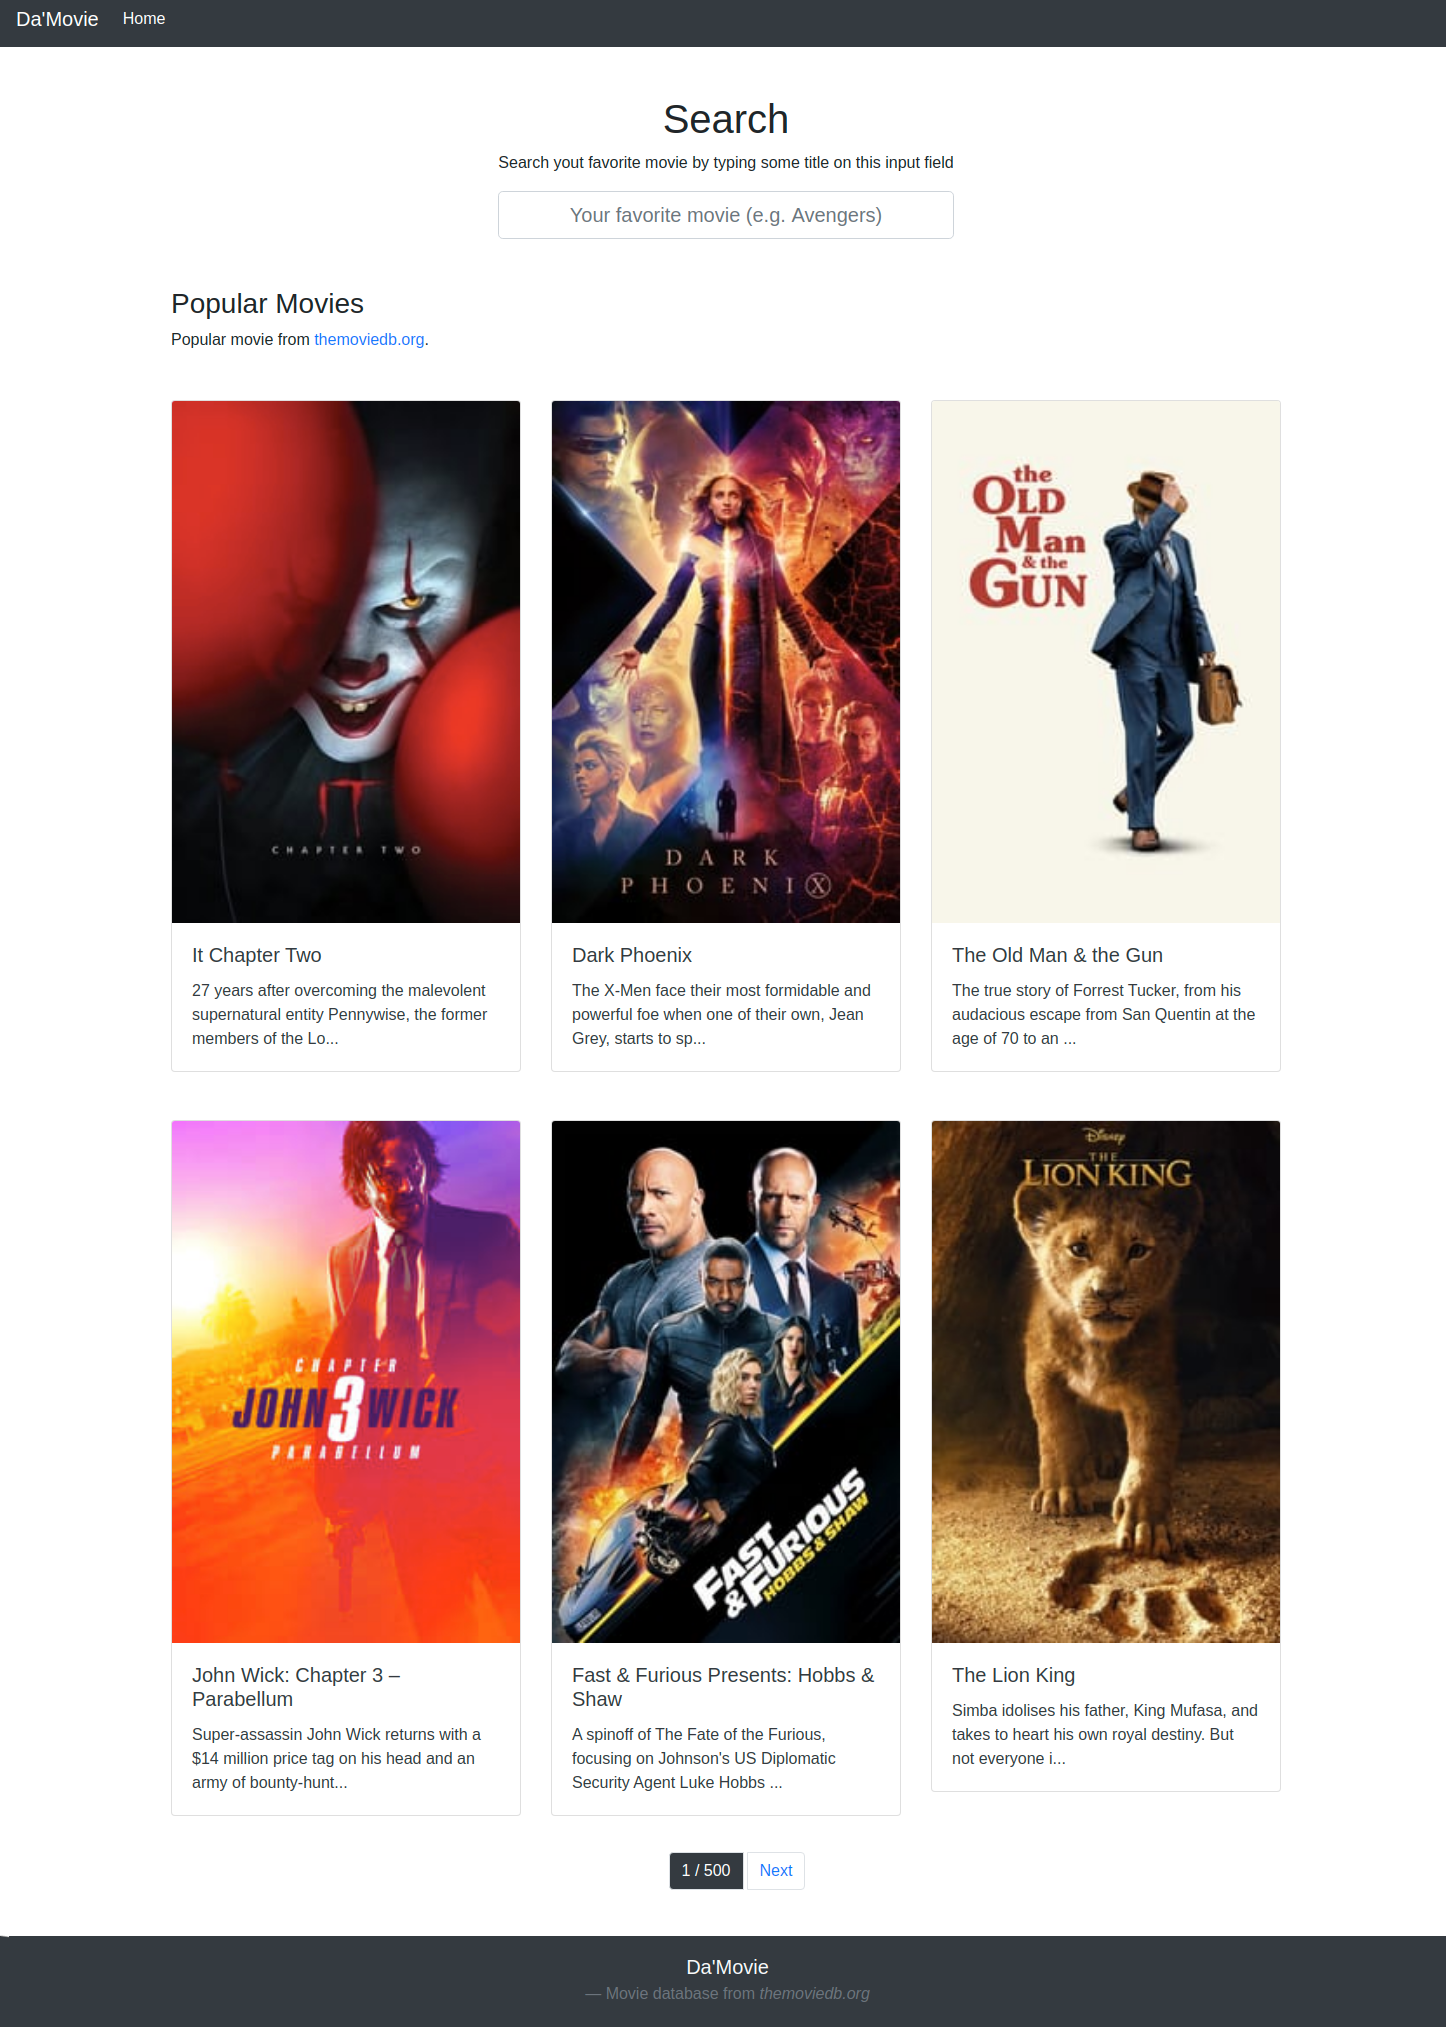 Da'Movie Home
Search
Search yout favorite movie by typing some title on this input field
Your favorite movie (e.g. Avengers)
Popular Movies
Popular movie from themoviedb.org.
IT
CHAPTER TWO
DARK
PHOENIX
the
OLD
Man
& the
GUN
It Chapter Two
27 years after overcoming the malevolent
supernatural entity Pennywise, the former
members of the Lo...
Dark Phoenix
The X-Men face their most formidable and
powerful foe when one of their own, Jean
Grey, starts to sp...
The Old Man & the Gun
The true story of Forrest Tucker, from his
audacious escape from San Quentin at the
age of 70 to an ...
CHAPTER
JOHN 3 WICK
PARABELLUM
FAST
& FURIOUS
HOBBS & SHAW
Disney
THE
LION KING
John Wick: Chapter 3 –
Parabellum
Super-assassin John Wick returns with a
$14 million price tag on his head and an
army of bounty-hunt...
Fast & Furious Presents: Hobbs &
Shaw
A spinoff of The Fate of the Furious,
focusing on Johnson's US Diplomatic
Security Agent Luke Hobbs ...
The Lion King
Simba idolises his father, King Mufasa, and
takes to heart his own royal destiny. But
not everyone i...
1 / 500 Next
Da'Movie
— Movie database from themoviedb.org